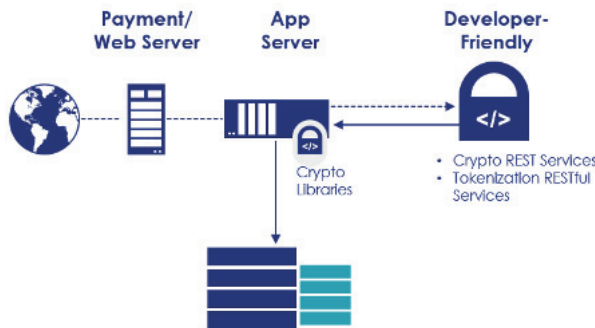 Payment/
Web Server
App
Server
Developer-
Friendly
</>
</>
Crypto
Libraries
• Crypto REST Services
• Tokenization RESTful
Services